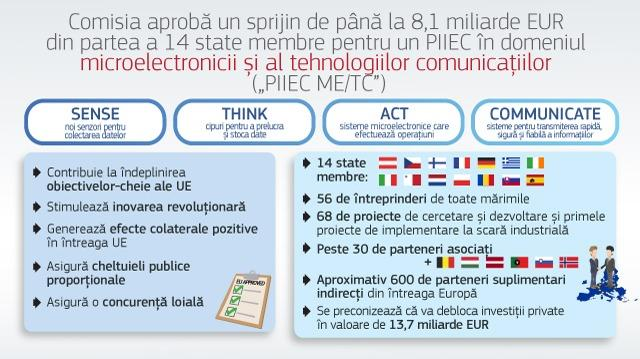 Comisia aprobă un sprijin de până la 8,1 miliarde EUR
din partea a 14 state membre pentru un PIIEC în domeniul
microelectronicii și al tehnologiilor comunicațiilor
(„PIIEC ME/TC”)
SENSE
noi senzori pentru
colectarea datelor
THINK
cipuri pentru a prelucra
și stoca date
ACT
sisteme microelectronice care
efectuează operațiuni
COMMUNICATE
sisteme pentru transmiterea rapidă,
sigură și fiabilă a informațiilor
Contribuie la îndeplinirea
obiectivelor-cheie ale UE
Stimulează inovarea revoluționară
Generează efecte colaterale pozitive
în întreaga UE
Asigură cheltuieli publice
proporționale
Asigură o concurență loială
EU APPROVED
14 state
membre:
56 de întreprinderi de toate mărimile
68 de proiecte de cercetare și dezvoltare și primele
proiecte de implementare la scară industrială
Peste 30 de parteneri asociați
+
Aproximativ 600 de parteneri suplimentari
indirecți din întreaga Europă
Se preconizează că va debloca investiții private
în valoare de 13,7 miliarde EUR